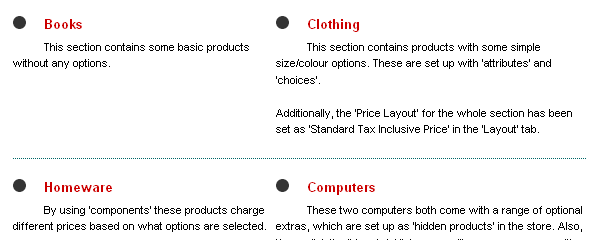 Books
This section contains some basic products
without any options.
Clothing
This section contains products with some simple
size/colour options. These are set up with 'attributes' and
'choices'.
Additionally, the 'Price Layout' for the whole section has been
set as 'Standard Tax Inclusive Price' in the 'Layout' tab.
Homeware
By using 'components' these products charge
different prices based on what options are selected.
Computers
These two computers both come with a range of optional
extras, which are set up as 'hidden products' in the store. Also,